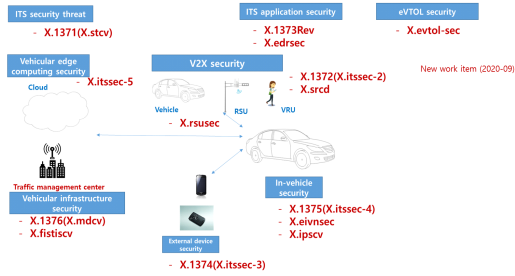 ITS security threat
- X.1371(X.stcv)
ITS application security
- X.1373Rev
- X.edrsec
eVTOL security
- X.evtol-sec
New work item (2020-09)
Vehicular edge
computing security
- X.itssec-5
Cloud
V2X security
- X.1372(X.itssec-2)
- X.srcd
Vehicle
RSU
VRU
- X.rsusec
Traffic management center
Vehicular infrastructure
security
- X.1376(X.mdcv)
- X.fistiscv
In-vehicle
security
- X.1375(X.itssec-4)
- X.eivnsec
- X.ipscv
External device
security
- X.1374(X.itssec-3)